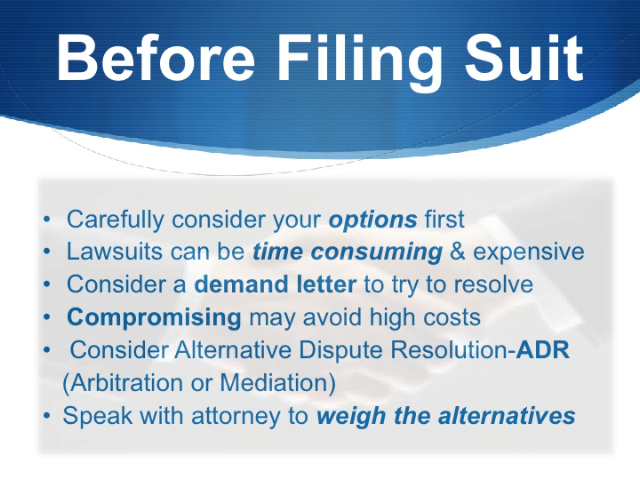 Before Filing Suit
• Carefully consider your options first
• Lawsuits can be time consuming & expensive
• Consider a demand letter to try to resolve
• Compromising may avoid high costs
• Consider Alternative Dispute Resolution-ADR
(Arbitration or Mediation)
• Speak with attorney to weigh the alternatives